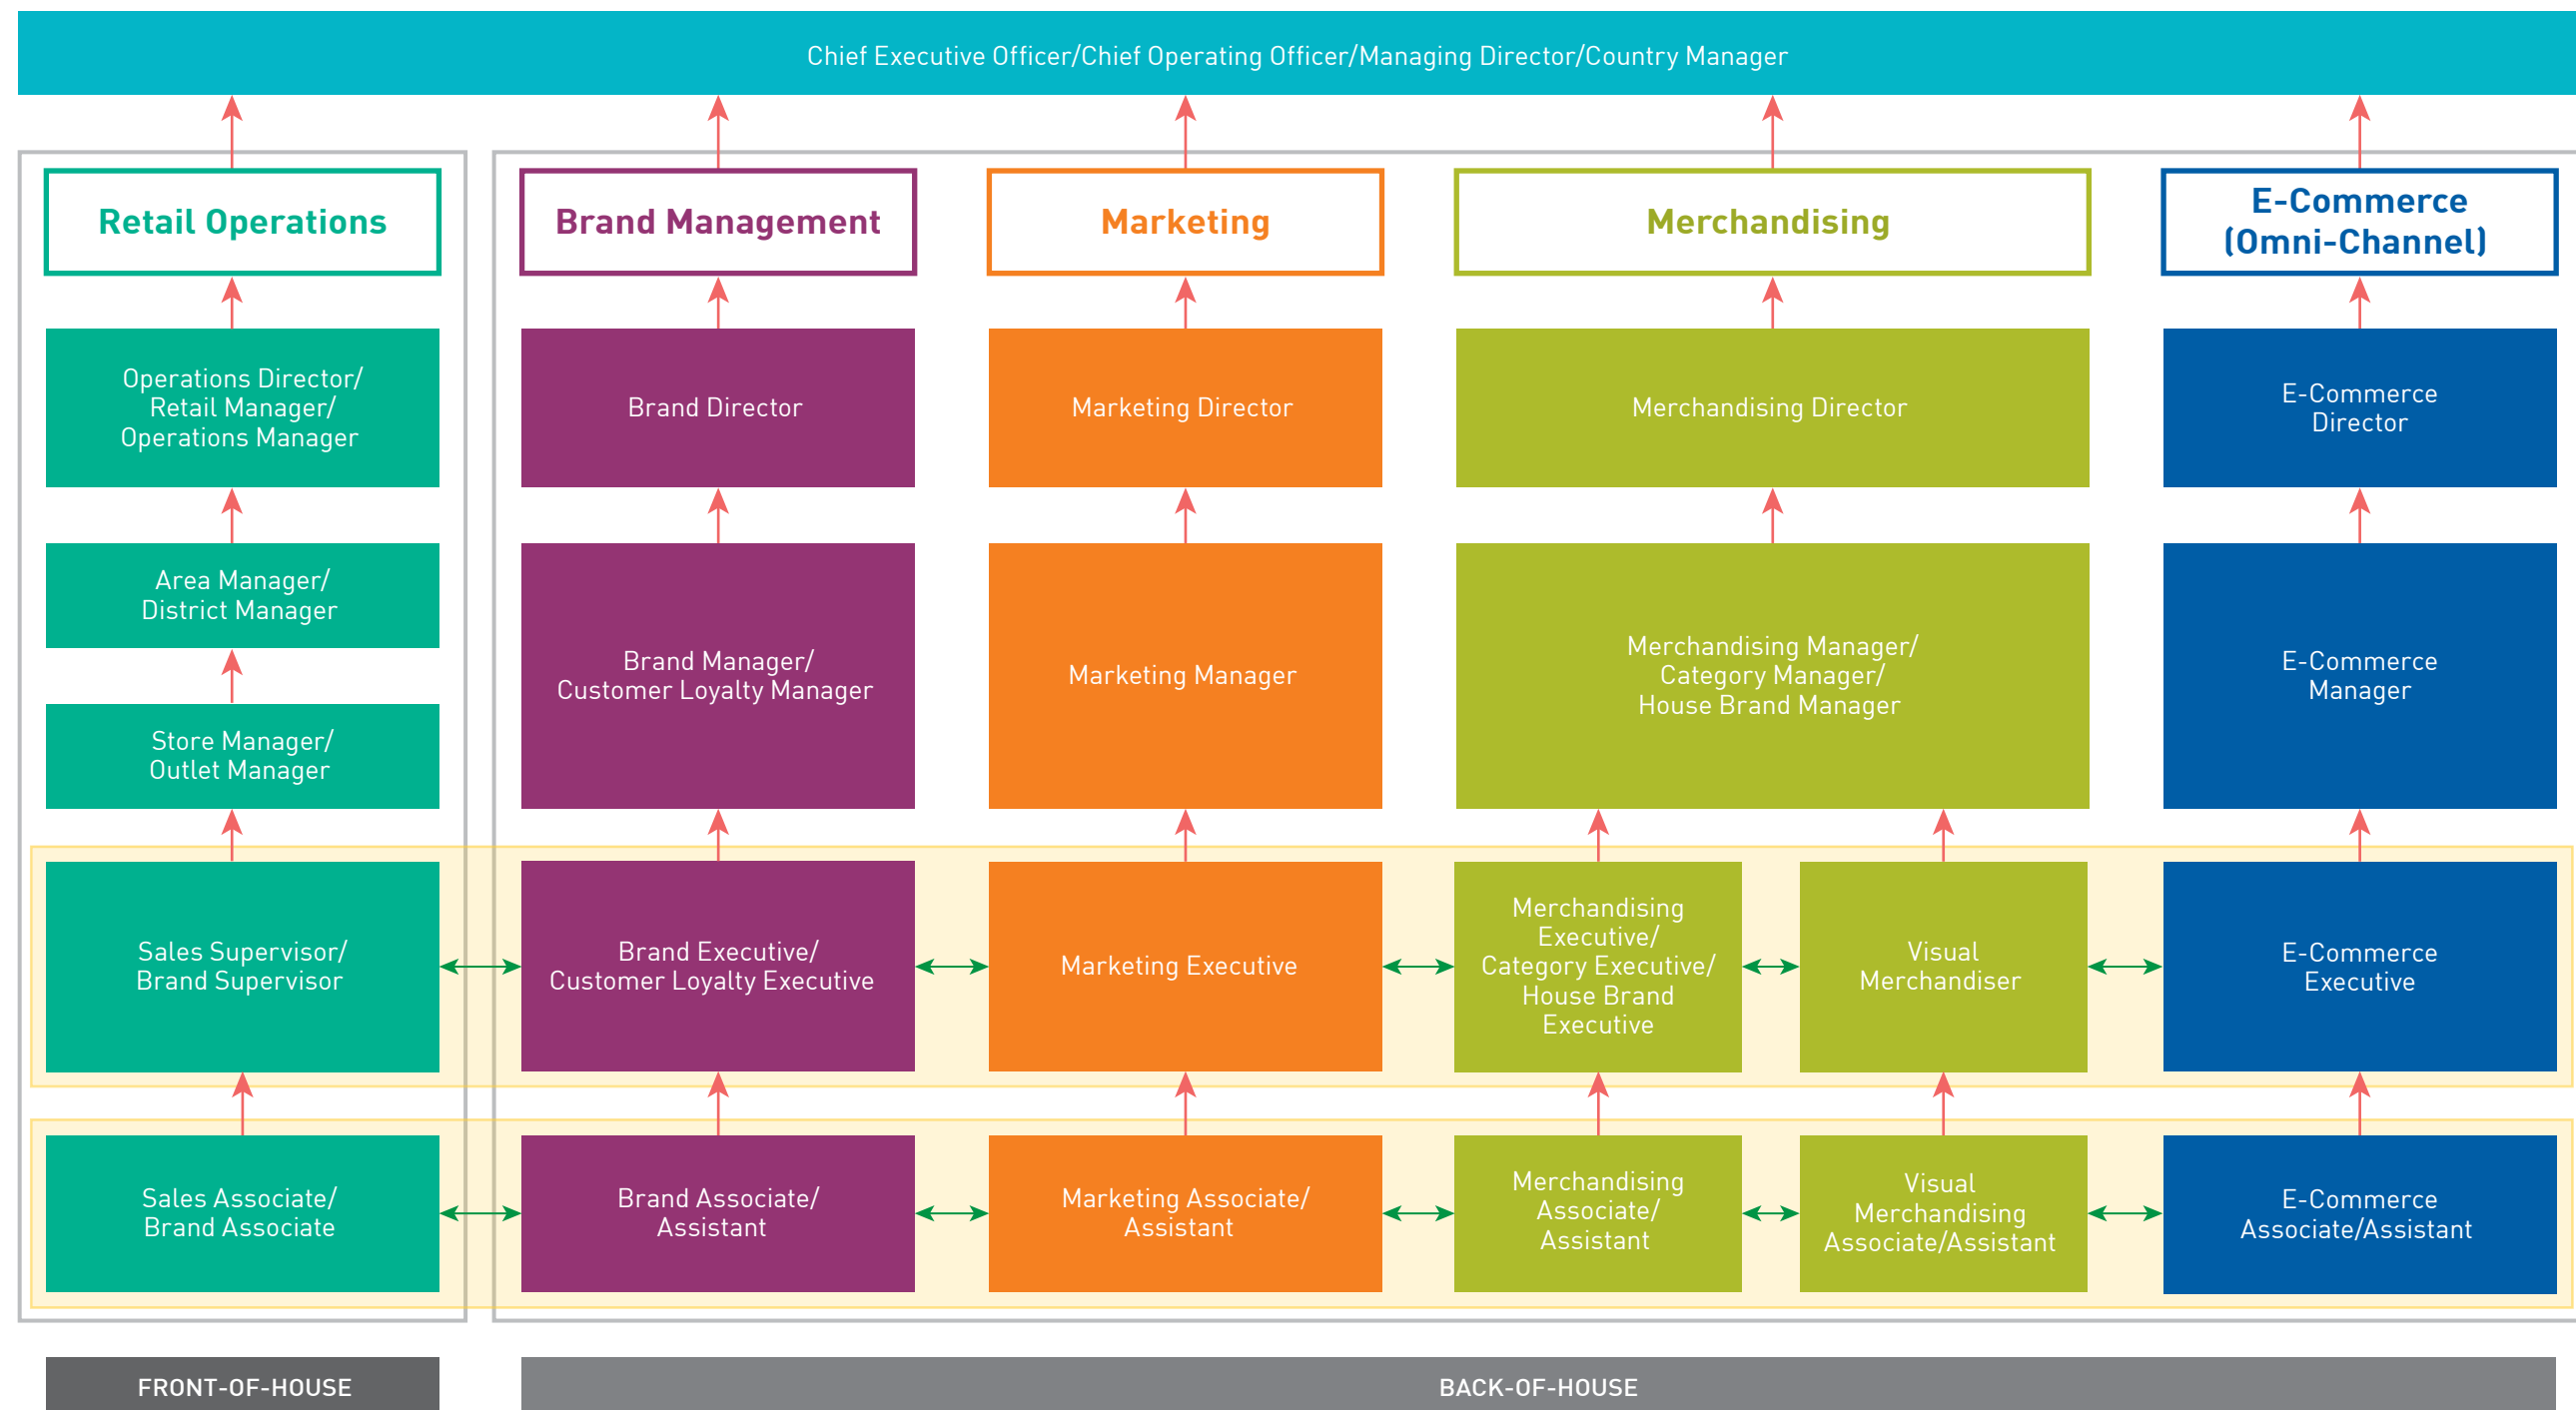 Chief Executive Officer/Chief Operating Officer/Managing Director/Country Manager
Retail Operations
Brand Management
Marketing
Merchandising
E-Commerce
(Omni-Channel)
Operations Director/
Retail Manager/
Operations Manager
Brand Director
Marketing Director
Merchandising Director
E-Commerce
Director
Area Manager/
District Manager
Store Manager/
Outlet Manager
Brand Manager/
Customer Loyalty Manager
Marketing Manager
Merchandising Manager/
Category Manager/
House Brand Manager
E-Commerce
Manager
Sales Supervisor/
Brand Supervisor
Brand Executive/
Customer Loyalty Executive
Marketing Executive
Merchandising
Executive/
Category Executive/
House Brand
Executive
Visual
Merchandiser
E-Commerce
Executive
Sales Associate/
Brand Associate
Brand Associate/
Assistant
Marketing Associate/
Assistant
Merchandising
Associate/
Assistant
Visual
Merchandising
Associate/Assistant
E-Commerce
Associate/Assistant
FRONT-OF-HOUSE
BACK-OF-HOUSE